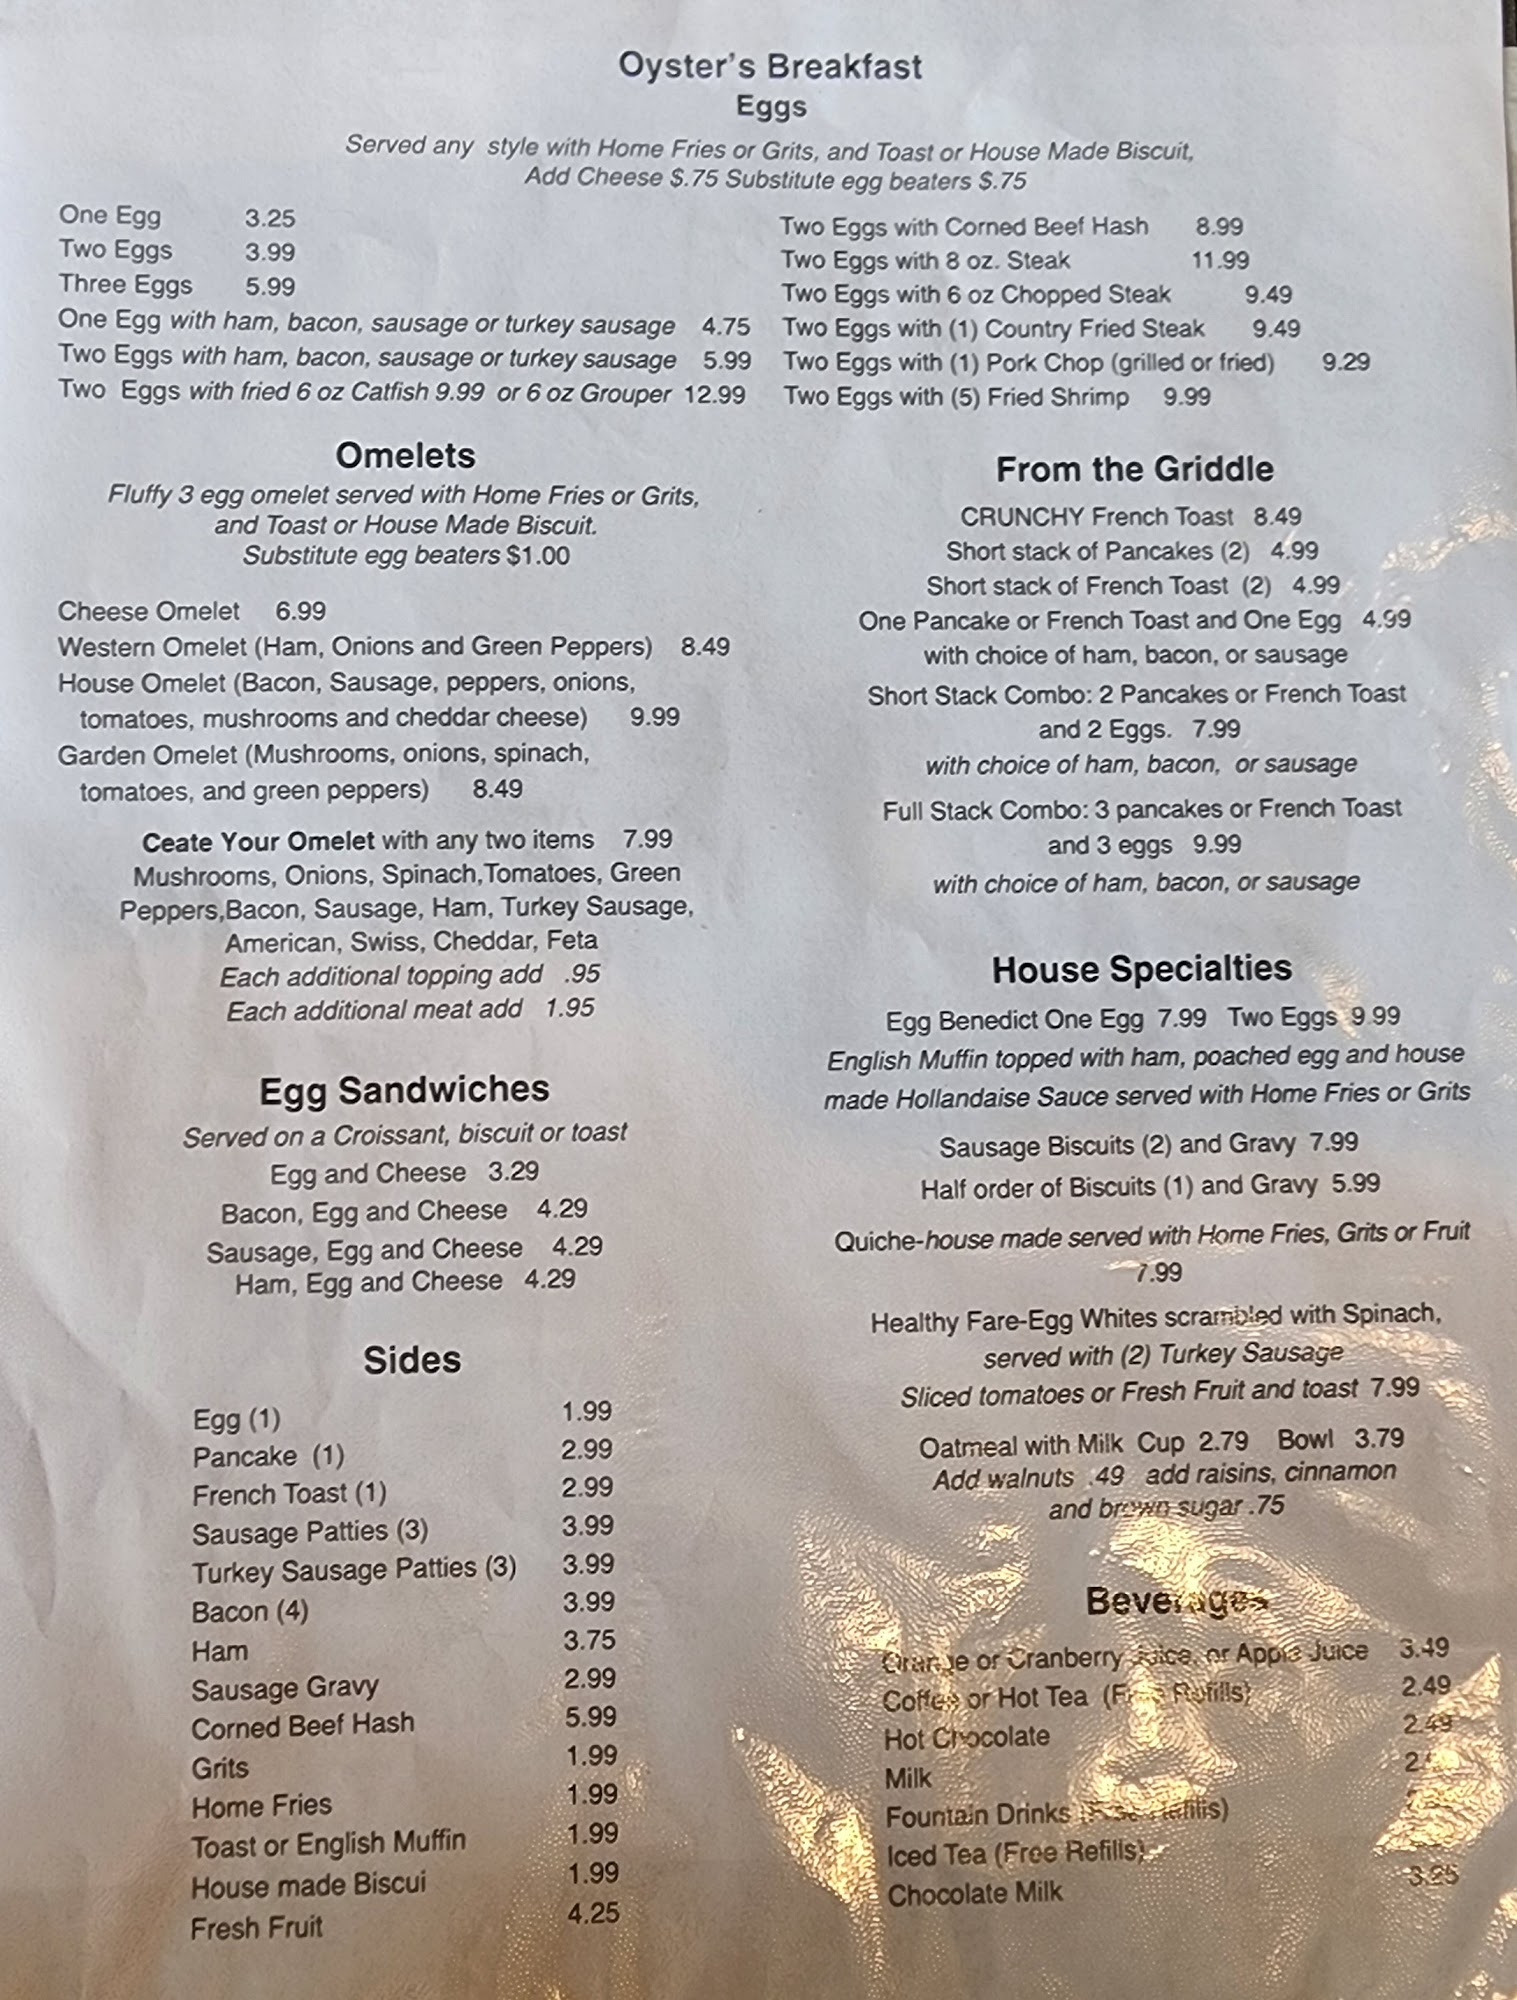 Oyster's Breakfast
Eggs
Served any style with Home Fries or Grits, and Toast or House Made Biscuit,
Add Cheese $.75 Substitute egg beaters $.75
One Egg 3.25
Two Eggs 3.99
Three Eggs 5.99
One Egg with ham, bacon, sausage or turkey sausage 4.75
Two Eggs with ham, bacon, sausage or turkey sausage 5.99
Two Eggs with fried 6 oz Catfish 9.99 or 6 oz Grouper 12.99
Two Eggs with Corned Beef Hash 8.99
Two Eggs with 8 oz. Steak 11.99
Two Eggs with 6 oz Chopped Steak 9.49
Two Eggs with (1) Country Fried Steak 9.49
Two Eggs with (1) Pork Chop (grilled or fried) 9.29
Two Eggs with (5) Fried Shrimp 9.99
Omelets
Fluffy 3 egg omelet served with Home Fries or Grits,
and Toast or House Made Biscuit.
Substitute egg beaters $1.00
Cheese Omelet 6.99
Western Omelet (Ham, Onions and Green Peppers) 8.49
House Omelet (Bacon, Sausage, peppers, onions,
tomatoes, mushrooms and cheddar cheese) 9.99
Garden Omelet (Mushrooms, onions, spinach,
tomatoes, and green peppers) 8.49
Ceate Your Omelet with any two items 7.99
Mushrooms, Onions, Spinach,Tomatoes, Green
Peppers,Bacon, Sausage, Ham, Turkey Sausage,
American, Swiss, Cheddar, Feta
Each additional topping add .95
Each additional meat add 1.95
Egg Sandwiches
Served on a Croissant, biscuit or toast
Egg and Cheese 3.29
Bacon, Egg and Cheese 4.29
Sausage, Egg and Cheese 4.29
Ham, Egg and Cheese 4.29
Sides
Egg (1) 1.99
Pancake (1) 2.99
French Toast (1) 2.99
Sausage Patties (3) 3.99
Turkey Sausage Patties (3) 3.99
Bacon (4) 3.99
Ham 3.75
Sausage Gravy 2.99
Corned Beef Hash 5.99
Grits 1.99
Home Fries 1.99
Toast or English Muffin 1.99
House made Biscui 1.99
Fresh Fruit 4.25
From the Griddle
CRUNCHY French Toast 8.49
Short stack of Pancakes (2) 4.99
Short stack of French Toast (2) 4.99
One Pancake or French Toast and One Egg 4.99
with choice of ham, bacon, or sausage
Short Stack Combo: 2 Pancakes or French Toast
and 2 Eggs. 7.99
with choice of ham, bacon, or sausage
Full Stack Combo: 3 pancakes or French Toast
and 3 eggs 9.99
with choice of ham, bacon, or sausage
House Specialties
Egg Benedict One Egg 7.99 Two Eggs 9.99
English Muffin topped with ham, poached egg and house
made Hollandaise Sauce served with Home Fries or Grits
Sausage Biscuits (2) and Gravy 7.99
Half order of Biscuits (1) and Gravy 5.99
Quiche-house made served with Home Fries, Grits or Fruit
7.99
Healthy Fare-Egg Whites scrambled with Spinach,
served with (2) Turkey Sausage
Sliced tomatoes or Fresh Fruit and toast 7.99
Oatmeal with Milk Cup 2.79 Bowl 3.79
Add walnuts .49 add raisins, cinnamon
and brown sugar .75
Beverages
Orange or Cranberry Juice, or Apple Juice 3.49
Coffee or Hot Tea (Free Refills) 2.49
Hot Chocolate 2.49
Milk
Fountain Drinks (Free Refills)
Iced Tea (Free Refills)
Chocolate Milk 3.25